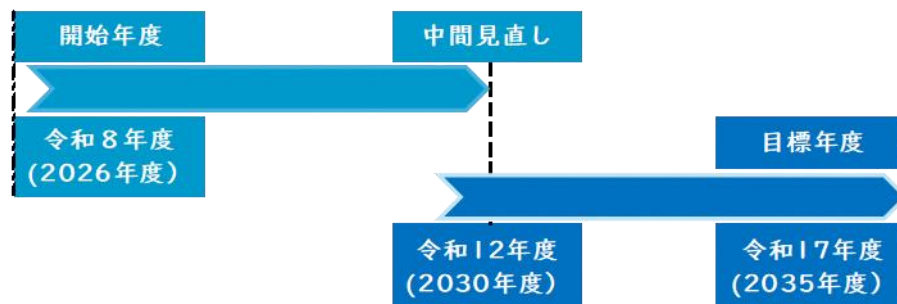 開始年度
中間見直し
令和８年度
(2026年度）
目標年度
令和12年度
(2030年度）
令和17年度
(2035年度）